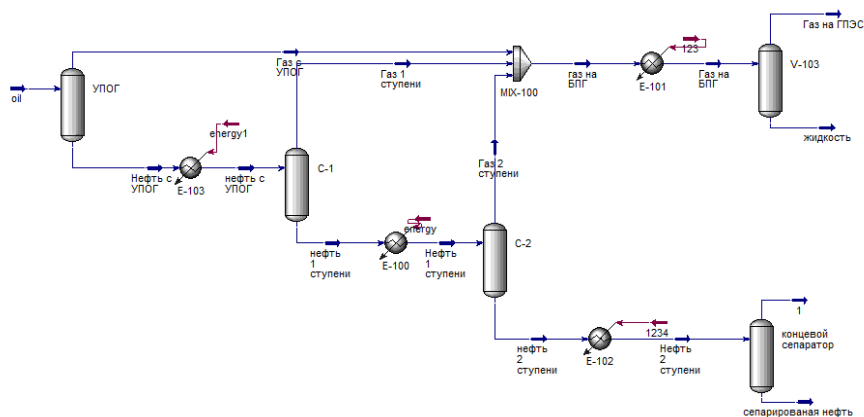 Газ на ГПЭС
123
Газ с
УПОГ
Газ 1
ступени
УПОГ
oil
MIX-100
газ на
БПГ
E-101
Газ на
БПГ
V-103
жидкость
energy1
Нефть с
УПОГ
E-103
нефть с
УПОГ
C-1
Газ 2
ступени
energy
нефть
1
ступени
E-100
Нефть
1
ступени
C-2
1
1234
концевой
сепаратор
нефть
2
ступени
E-102
Нефть
2
ступени
сепарированая нефть